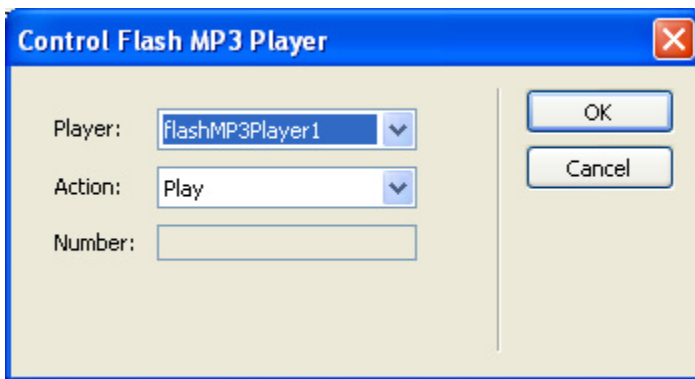 Control Flash MP3 Player
Player: flashMP3Player1
OK
Action: Play
Cancel
Number: